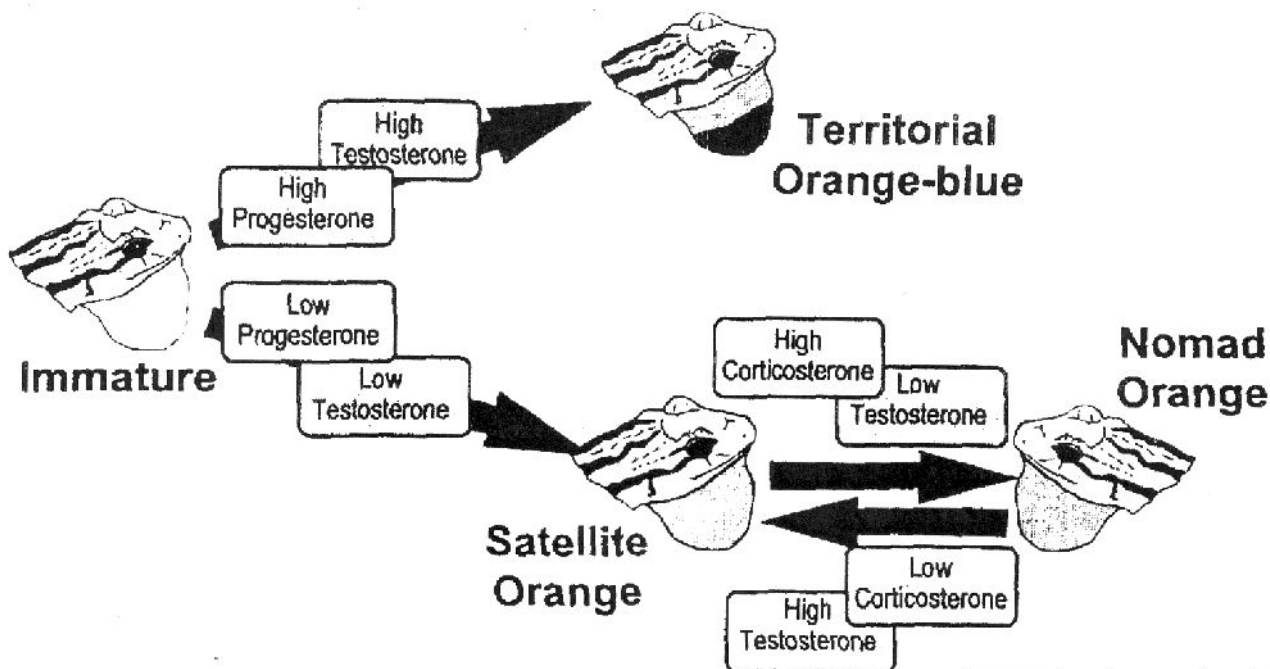 High
Testosterone
High
Progesterone
Territorial
Orange-blue
Immature
Low
Progesterone
Low
Testosterone
Satellite
Orange
High
Corticosterone
Low
Testosterone
Nomad
Orange
Low
Corticosterone
High
Testosterone